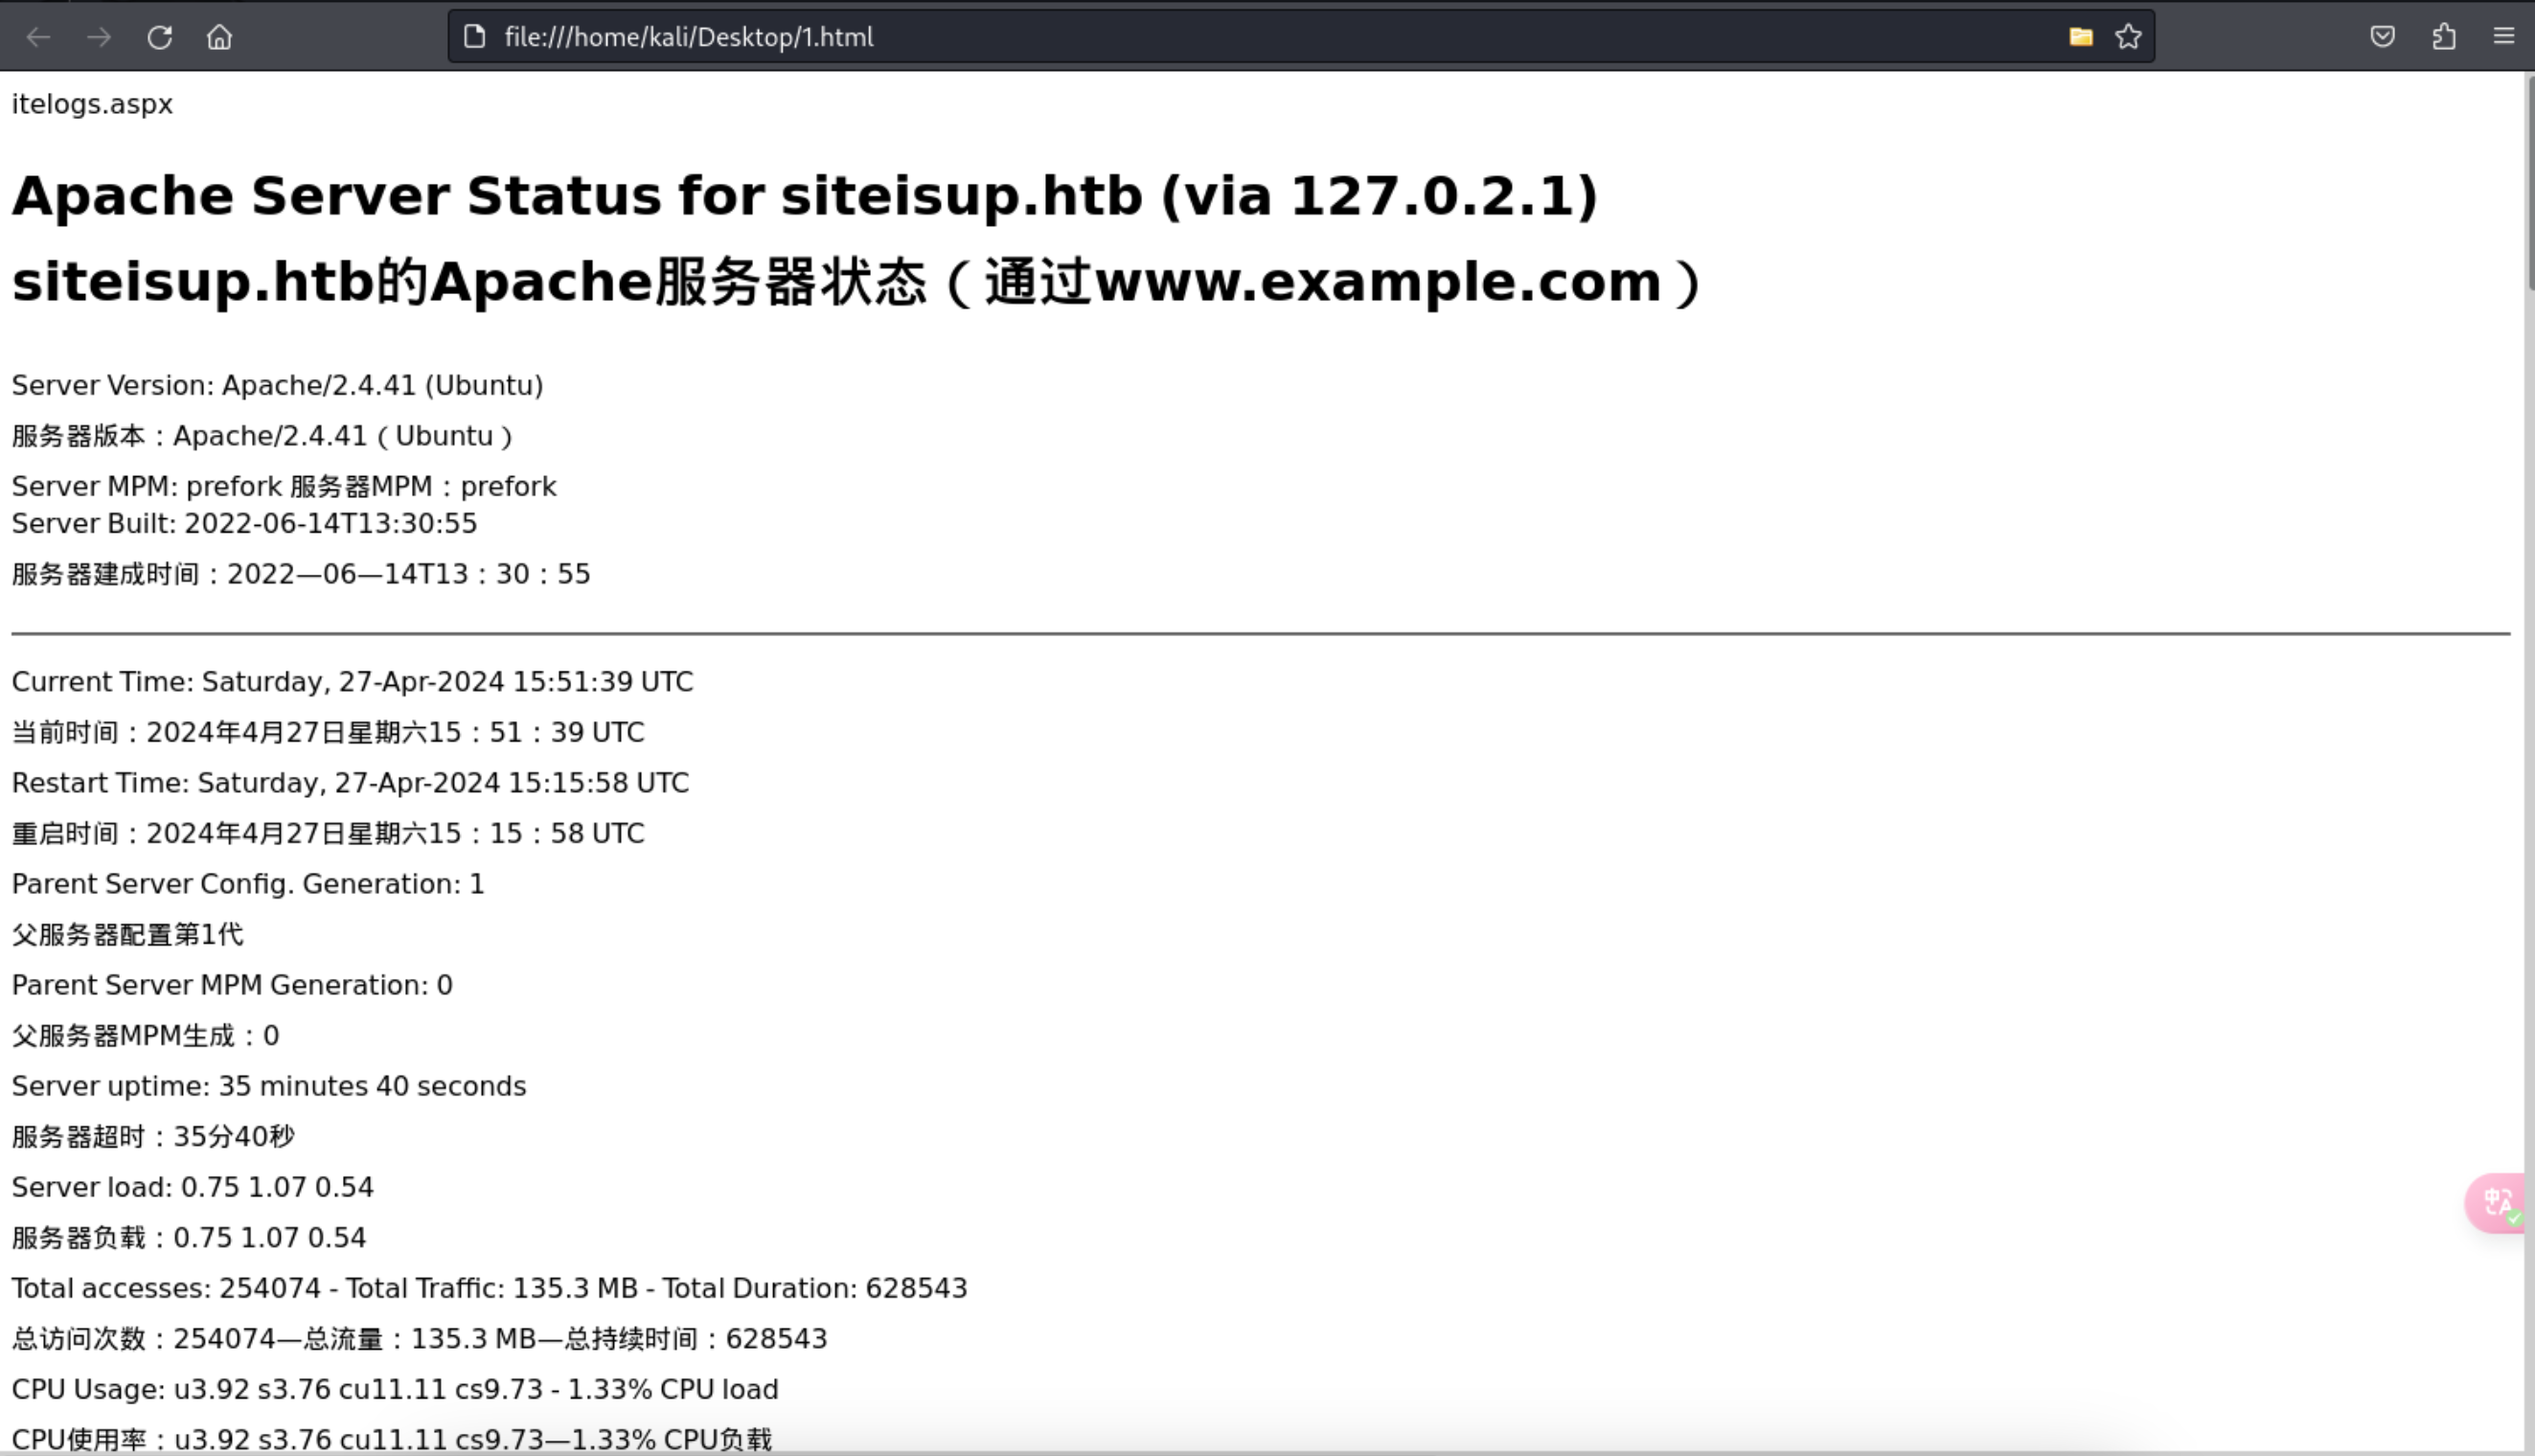 file:///home/kali/Desktop/1.html
itelogs.aspx
Apache Server Status for siteisup.htb (via 127.0.2.1)
siteisup.htb的Apache服务器状态（通过www.example.com）
Server Version: Apache/2.4.41 (Ubuntu)
服务器版本：Apache/2.4.41（Ubuntu）
Server MPM: prefork 服务器MPM：prefork
Server Built: 2022-06-14T13:30:55
服务器建成时间：2022—06—14T13：30：55
Current Time: Saturday, 27-Apr-2024 15:51:39 UTC
当前时间：2024年4月27日星期六15：51：39 UTC
Restart Time: Saturday, 27-Apr-2024 15:15:58 UTC
重启时间：2024年4月27日星期六15：15：58 UTC
Parent Server Config. Generation: 1
父服务器配置第1代
Parent Server MPM Generation: 0
父服务器MPM生成：0
Server uptime: 35 minutes 40 seconds
服务器超时：35分40秒
Server load: 0.75 1.07 0.54
服务器负载：0.75 1.07 0.54
Total accesses: 254074 - Total Traffic: 135.3 MB - Total Duration: 628543
总访问次数：254074—总流量：135.3 MB—总持续时间：628543
CPU Usage: u3.92 s3.76 cu11.11 cs9.73 - 1.33% CPU load
CPU使用率：u3.92 s3.76 cu11.11 cs9.73—1.33% CPU负载